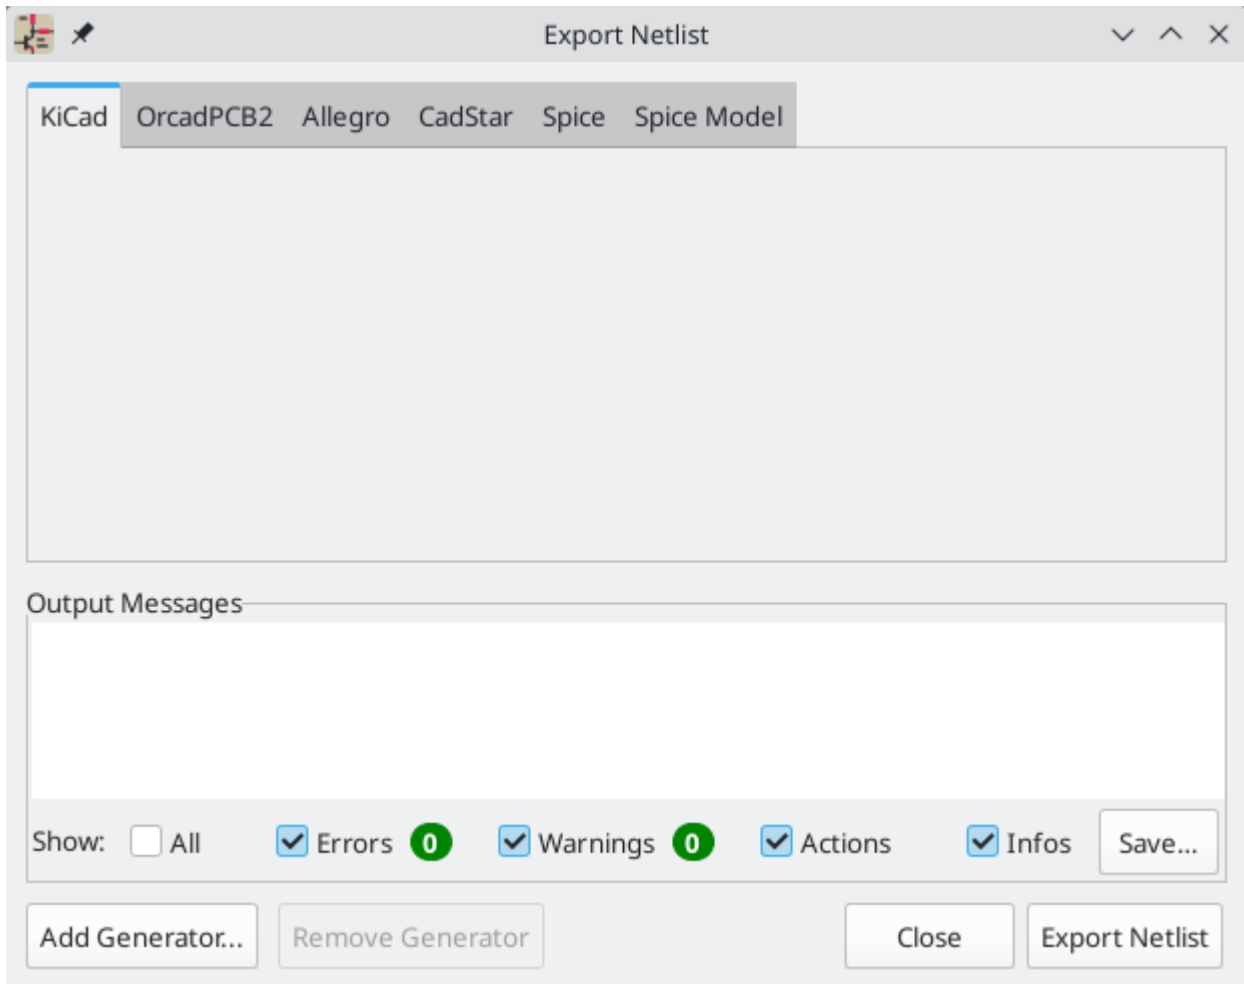 Export Netlist
KiCad OrcadPCB2 Allegro CadStar Spice Spice Model
Output Messages
Show: All Errors 0 Warnings 0 Actions Infos Save...
Add Generator... Remove Generator Close Export Netlist